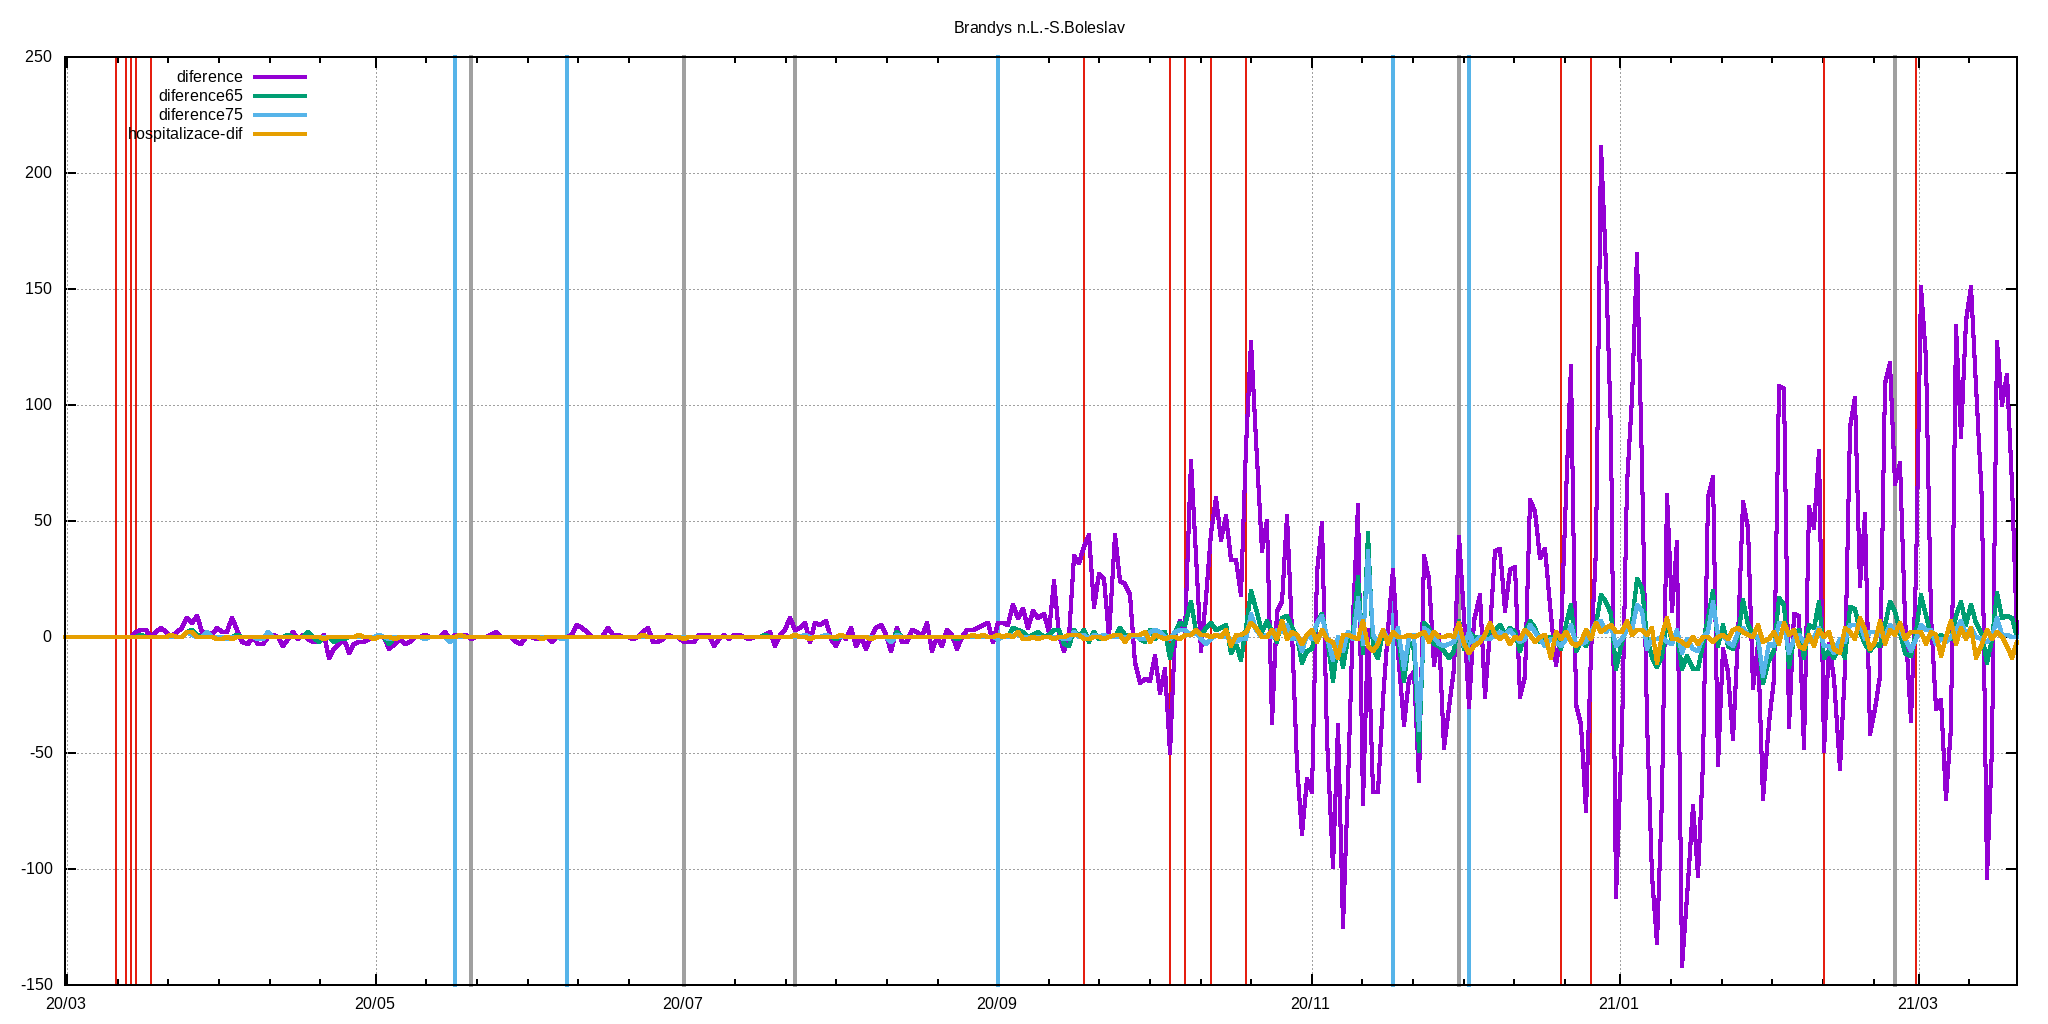 Brandys n.L.-S.Boleslav
250
200
150
100
50
0
-50
-100
-150
diference
diference65
diference75
hospitalizace-dif
20/03 20/05 20/07 20/09 20/11 21/01 21/03